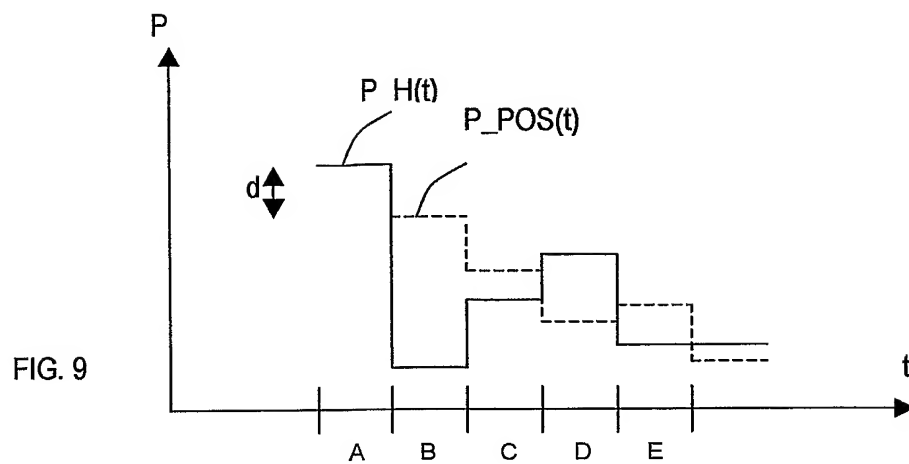 P
P H(t)
P_POS(t)
d
FIG. 9
t
A B C D E